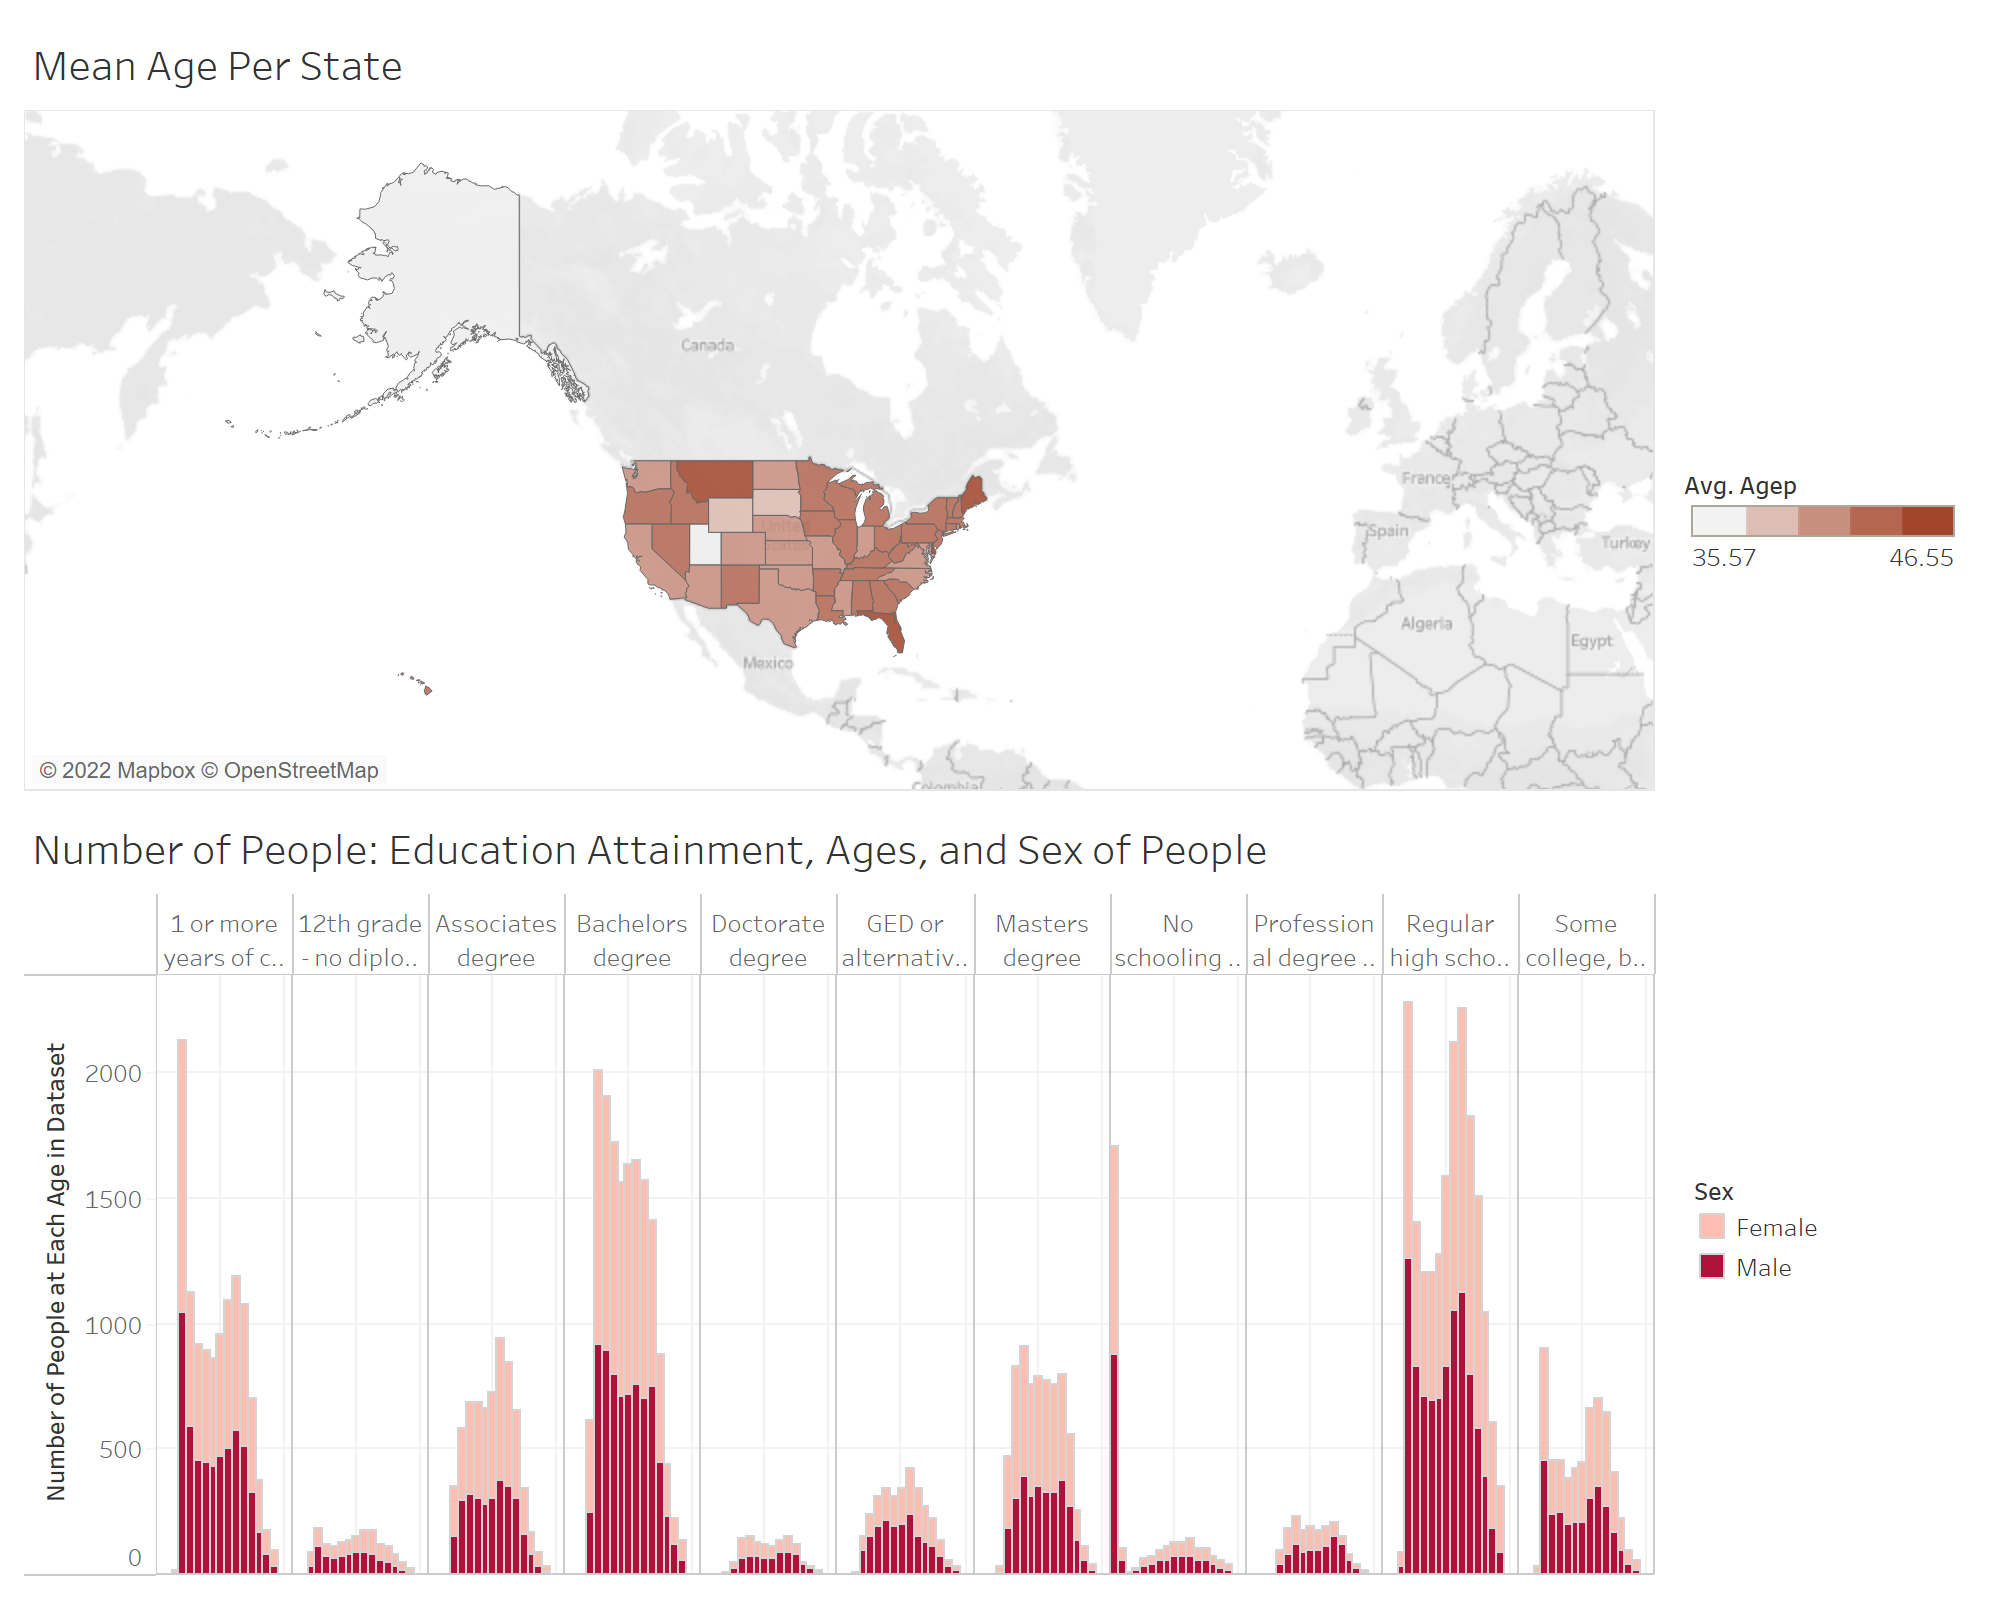 Mean Age Per State
Canada
United
States
Mexico
Colombia
France
Spain
Turkey
Algeria
Egypt
© 2022 Mapbox © OpenStreetMap
Avg. Agep
35.57 46.55
Number of People: Education Attainment, Ages, and Sex of People
1 or more
years of c..
12th grade
- no diplo..
Associates
degree
Bachelors
degree
Doctorate
degree
GED or
alternativ..
Masters
degree
No
schooling ..
Profession
al degree ..
Regular
high scho..
Some
college, b..
Number of People at Each Age in Dataset
2000
1500
1000
500
0
Sex
Female
Male